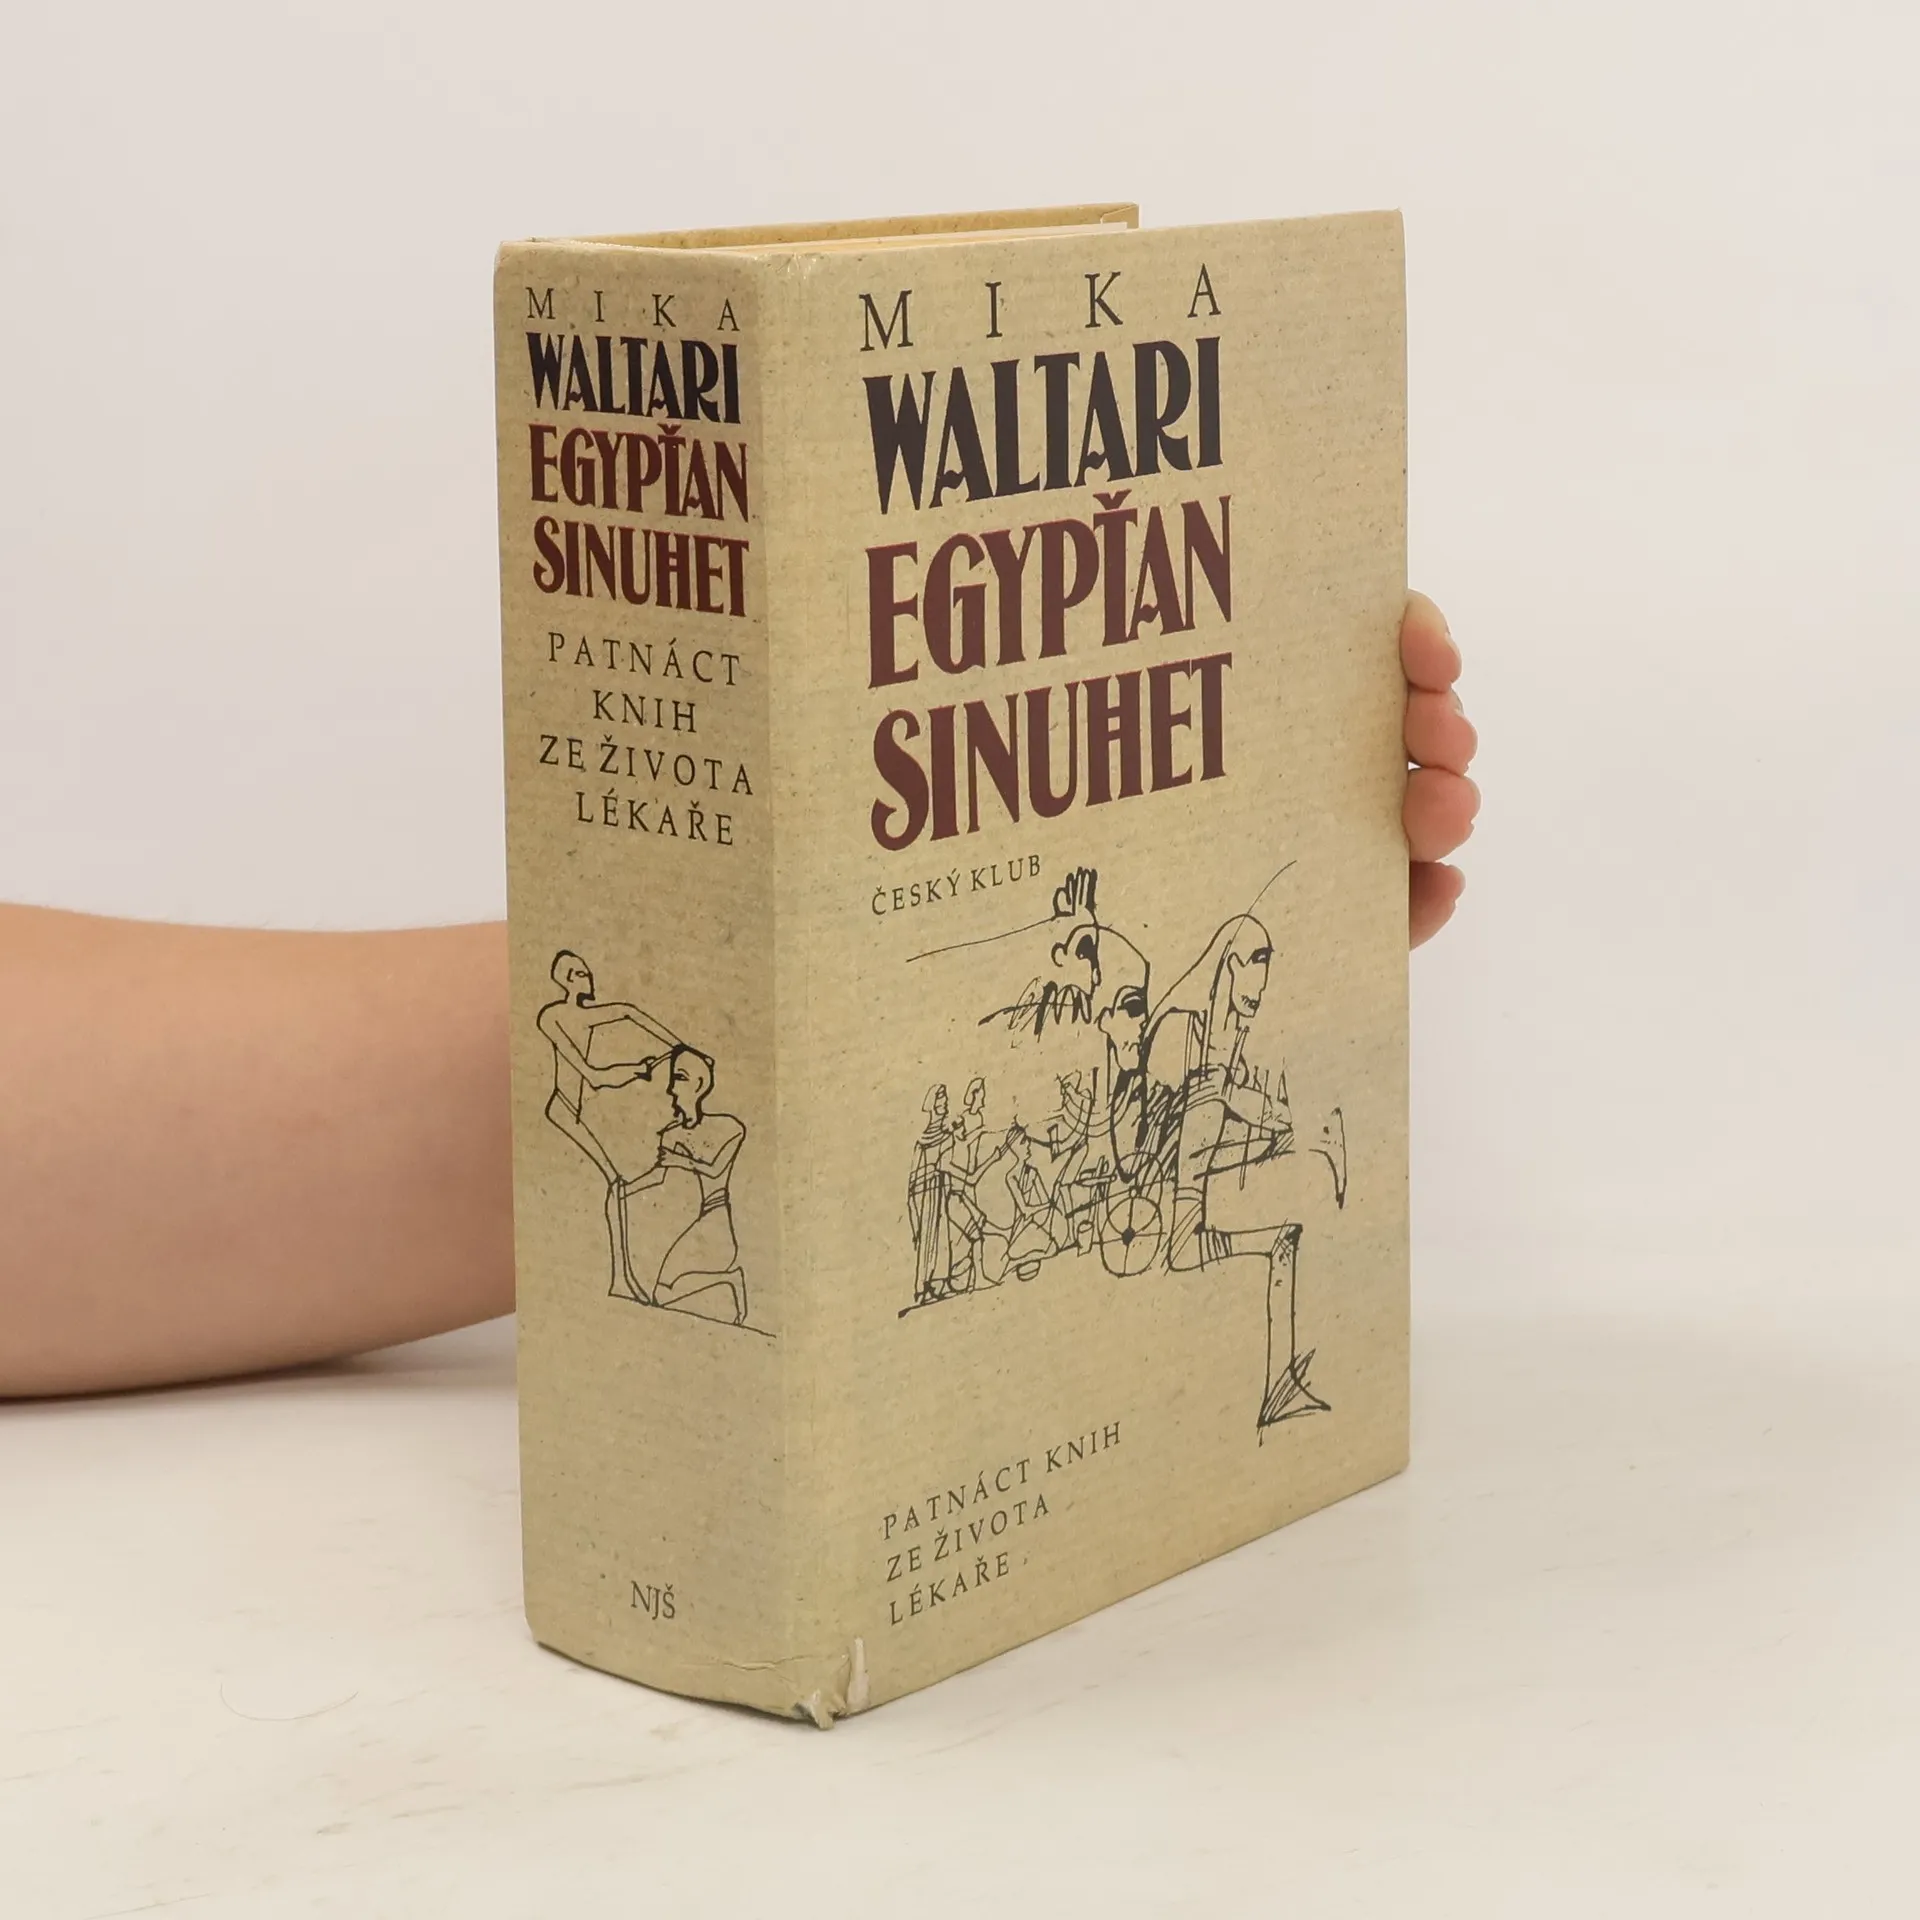 MIKA
WALTARI
EGYPŤAN
SINUHET
PATNÁCT
KNIH
ZE ŽIVOTA
LÉKAŘE
NJŠ
MIKA
WALTARI
EGYPŤAN
SINUHET
ČESKÝ KLUB
PATNÁCT KNIH
ZE ŽIVOTA
LÉKAŘE